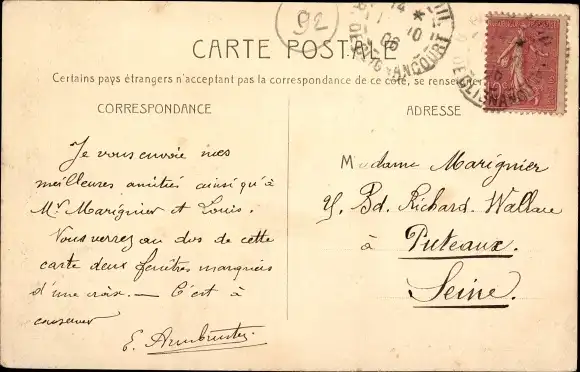 36
CARTE POSTALE
Certains pays étrangers n'acceptant pas la correspondance de ce côté, se renseigner
CORRESPONDANCE
Je vous envoie mes
meilleures amitiés ainsi qu'à
Mr Marignier et Louis.
Vous verrez au dos de cette
carte deux fenêtres marquées
d'une croix. — C'est à
conserver
E. Armbruster
ADRESSE
Madame Marignier
9, Bd. Richard-Wallace
à Puteaux.
Seine.